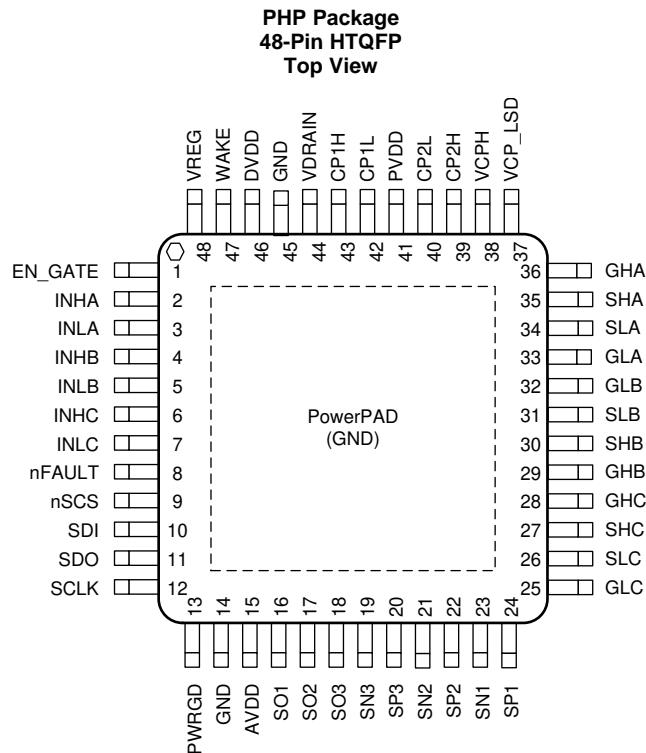 PHP Package
48-Pin HTQFP
Top View
VREG
WAKE
DVDD
GND
VDRAIN
CP1H
CP1L
PVDD
CP2L
CP2H
VCPH
VCP_LSD
48
47
46
45
44
43
42
41
40
39
38
37
EN_GATE 1
INHA 2
INLA 3
INHB 4
INLB 5
INHC 6
INLC 7
nFAULT 8
nSCS 9
SDI 10
SDO 11
SCLK 12
PowerPAD
(GND)
36 GHA
35 SHA
34 SLA
33 GLA
32 GLB
31 SLB
30 SHB
29 GHB
28 GHC
27 SHC
26 SLC
25 GLC
13
14
15
16
17
18
19
20
21
22
23
24
PWRGD
GND
AVDD
SO1
SO2
SO3
SN3
SP3
SN2
SP2
SN1
SP1